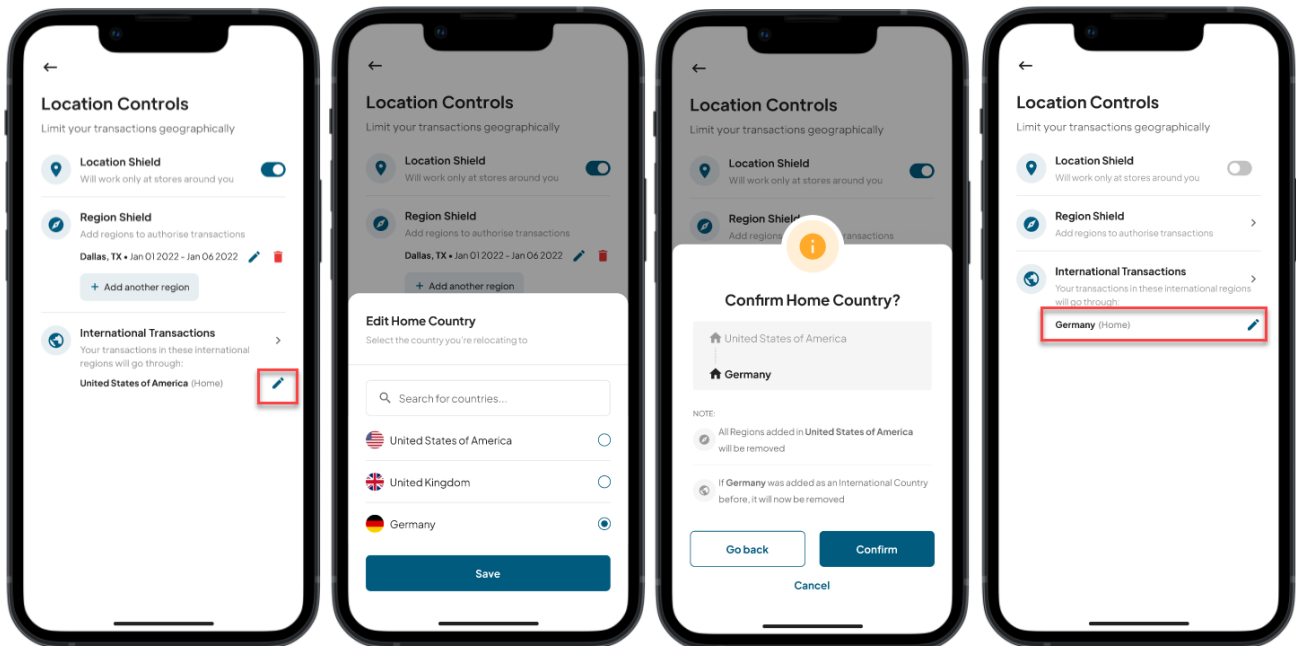 Location Controls
Limit your transactions geographically
Location Shield
Will work only at stores around you
Region Shield
Add regions to authorise transactions
Dallas, TX • Jan 01 2022 - Jan 06 2022
+ Add another region
International Transactions
Your transactions in these international
regions will go through:
United States of America (Home)
Location Controls
Limit your transactions geographically
Location Shield
Will work only at stores around you
Region Shield
Add regions to authorise transactions
Dallas, TX • Jan 01 2022 - Jan 06 2022
+ Add another region
Edit Home Country
Select the country you're relocating to
Search for countries...
United States of America
United Kingdom
Germany
Save
Location Controls
Limit your transactions geographically
Location Shield
Will work only at stores around you
Region Shield
Add regions transactions
Confirm Home Country?
United States of America
Germany
NOTE:
All Regions added in United States of America
will be removed
If Germany was added as an International Country
before, it will now be removed
Go back
Confirm
Cancel
Location Controls
Limit your transactions geographically
Location Shield
Will work only at stores around you
Region Shield
Add regions to authorise transactions
International Transactions
Your transactions in these international regions
will go through:
Germany (Home)